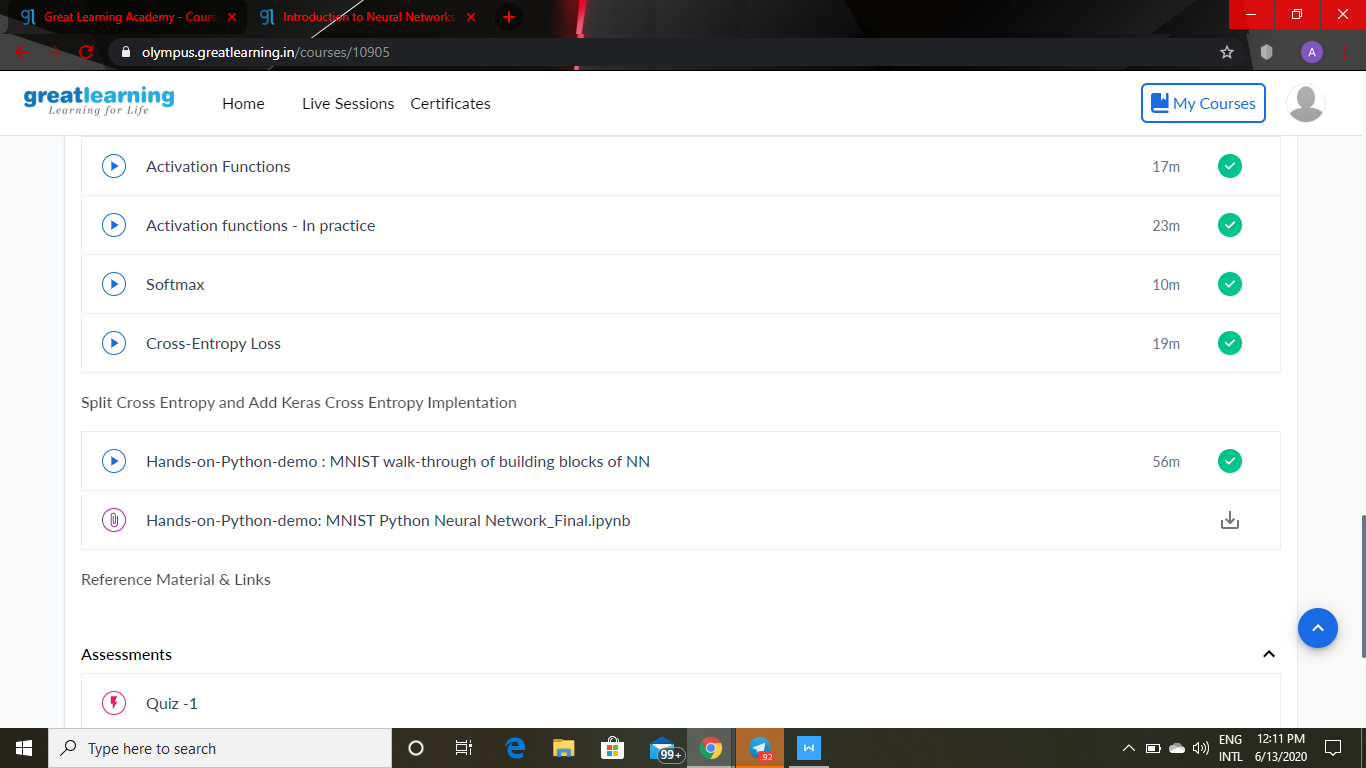 Great Learning Academy - Cours
Introduction to Neural Networks
olympus.greatlearning.in/courses/10905
A
greatlearning
Learning for Life
Home
Live Sessions
Certificates
My Courses
Activation Functions 17m
Activation functions - In practice 23m
Softmax 10m
Cross-Entropy Loss 19m
Split Cross Entropy and Add Keras Cross Entropy Implentation
Hands-on-Python-demo : MNIST walk-through of building blocks of NN 56m
Hands-on-Python-demo: MNIST Python Neural Network_Final.ipynb
Reference Material & Links
Assessments
Quiz -1
Type here to search
99+
92
ENG
INTL
12:11 PM
6/13/2020